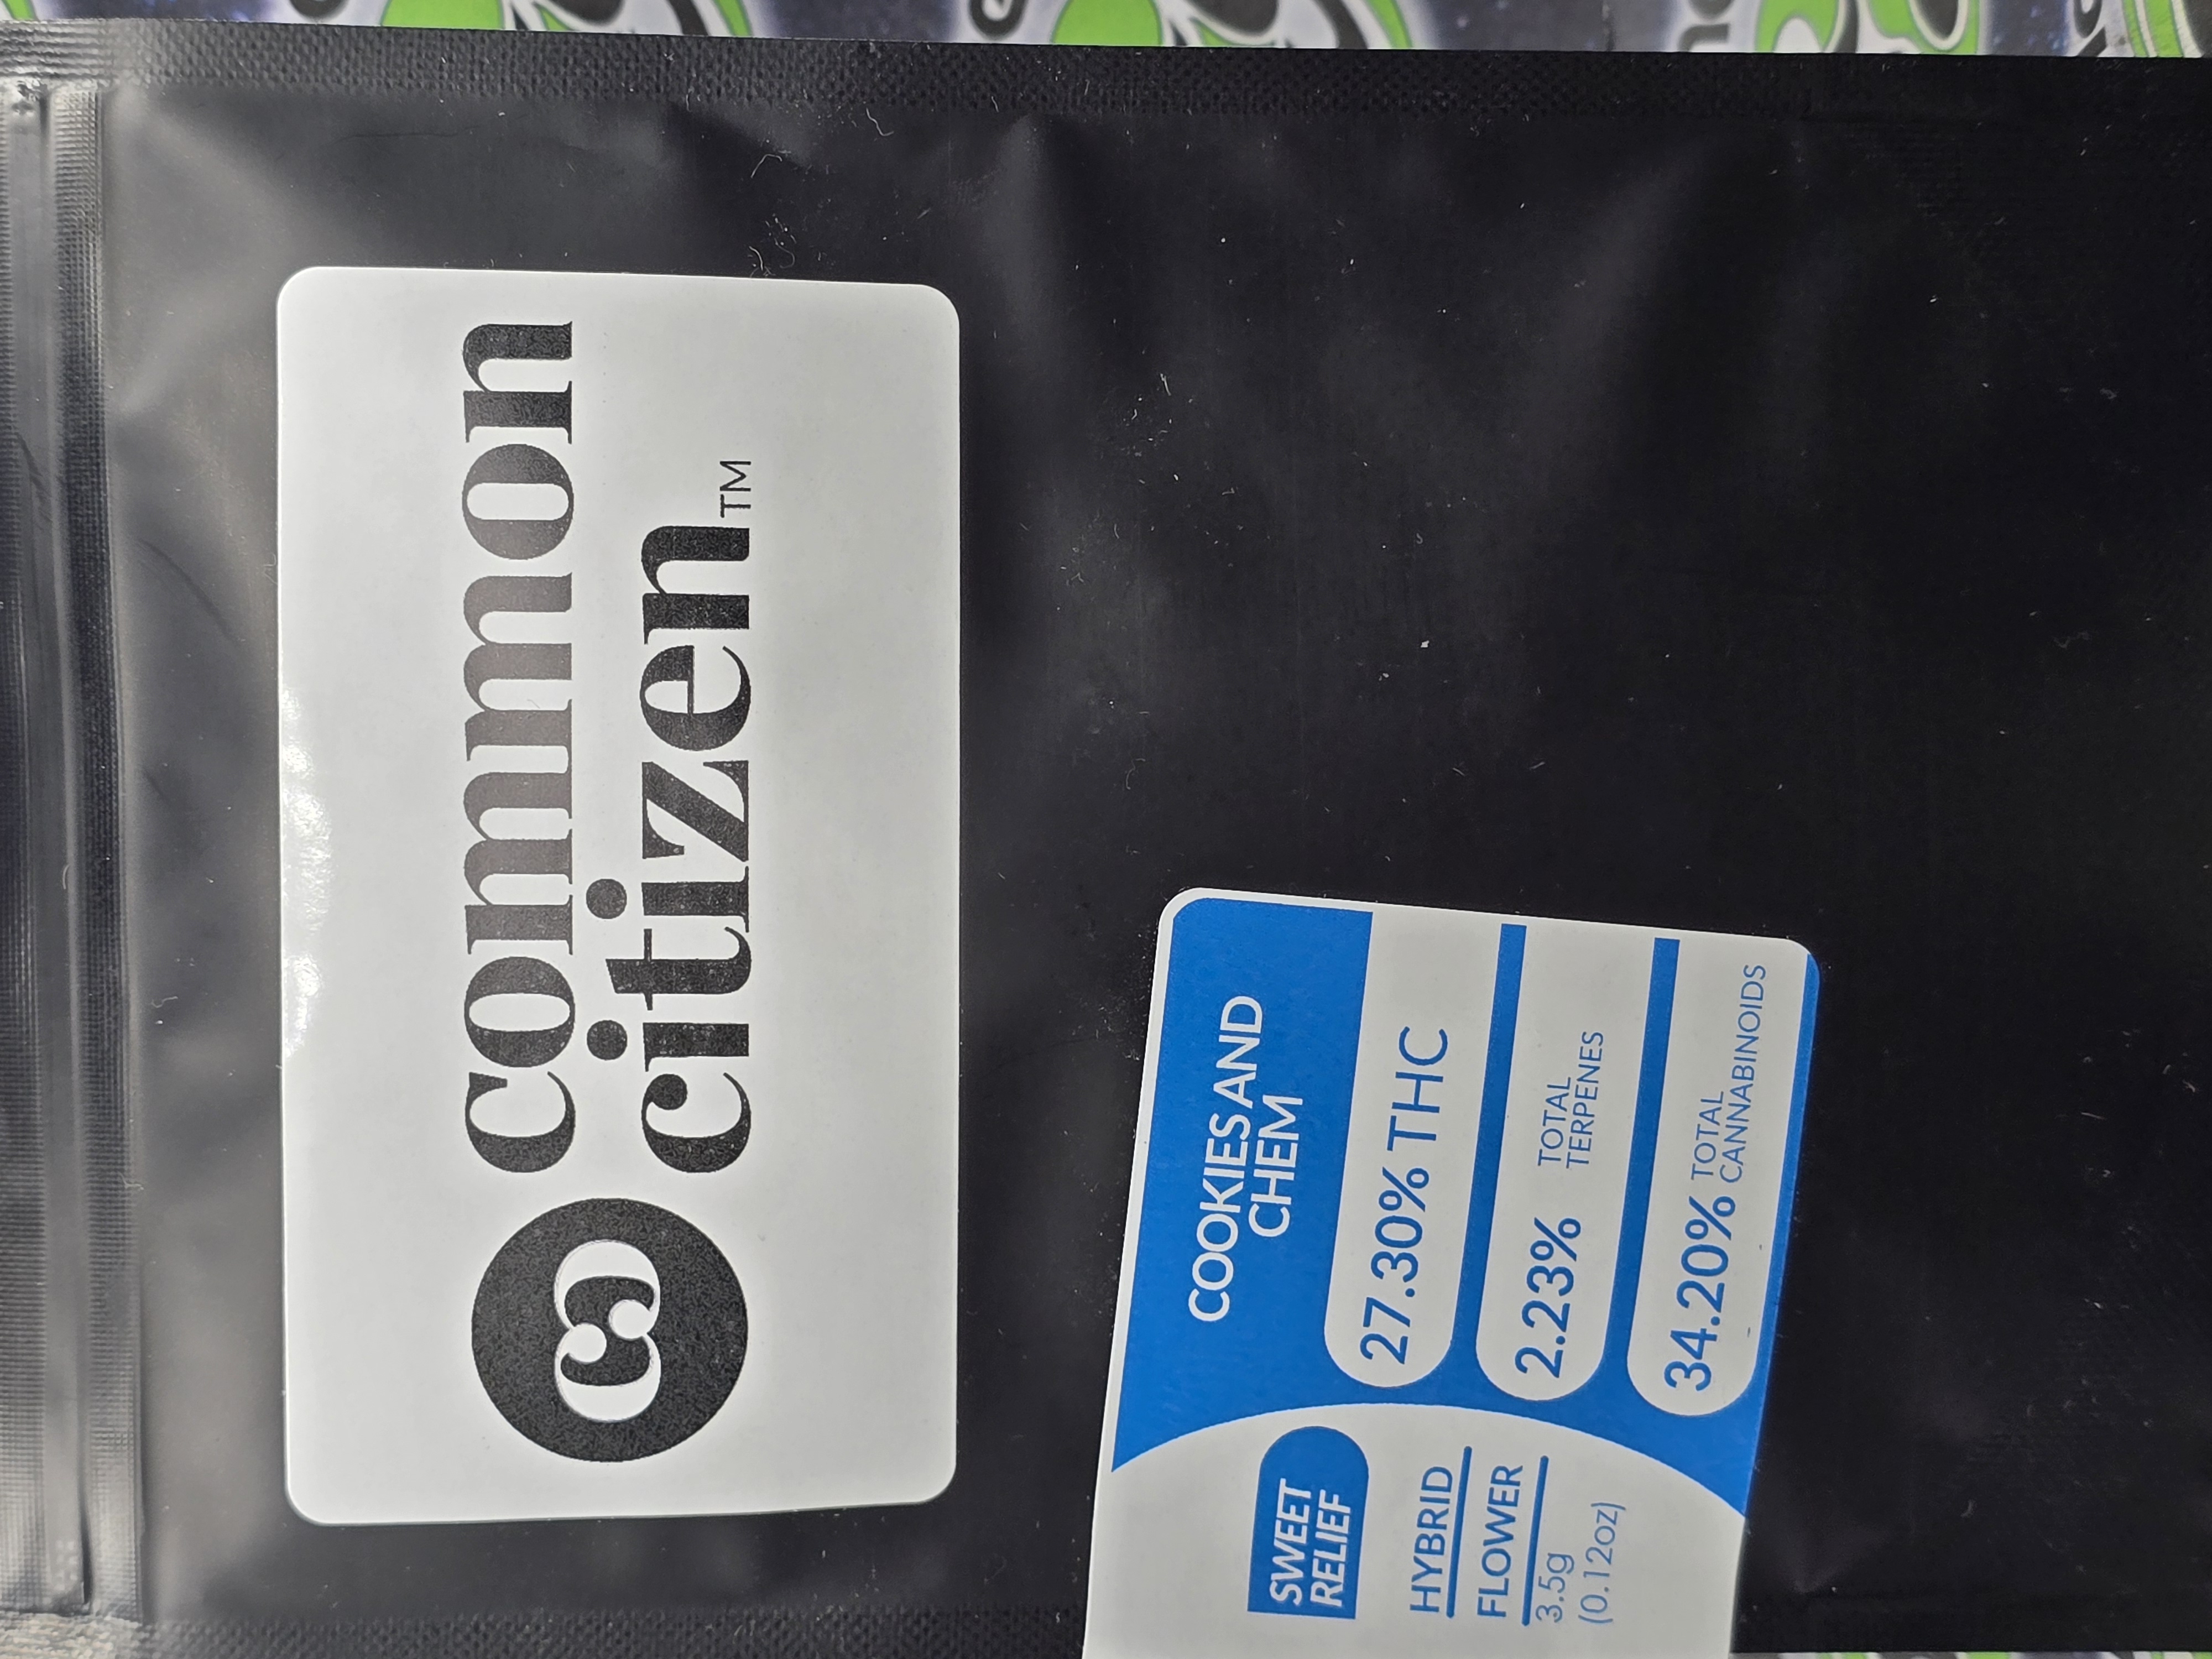 common
citizen™
SWEET
RELIEF
HYBRID
FLOWER
3.5g
(0.12oz)
COOKIES AND
CHEM
27.30% THC
2.23% TOTAL
TERPENES
34.20% TOTAL
CANNABINOIDS